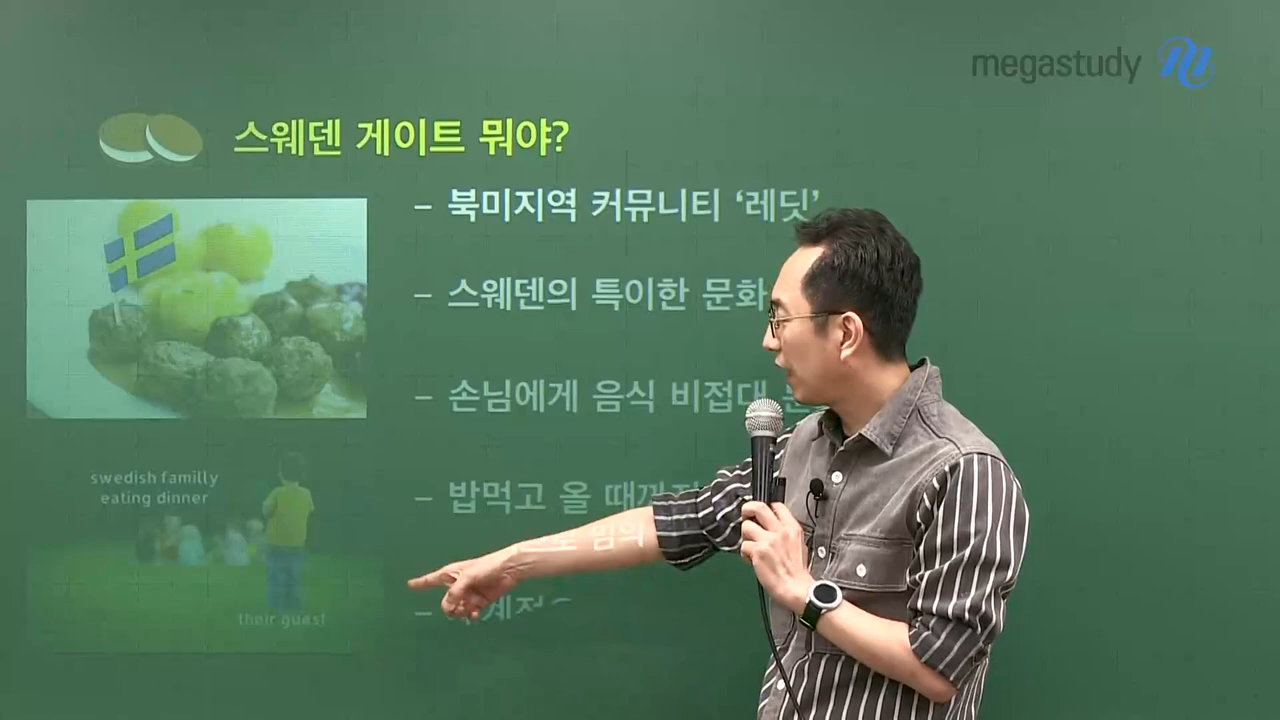 megastudy
스웨덴 게이트 뭐야?
– 북미지역 커뮤니티 ‘레딧’
– 스웨덴의 특이한 문화
– 손님에게 음식 비접대
– 밥먹고 올 때까지
swedish familly
eating dinner
their guest